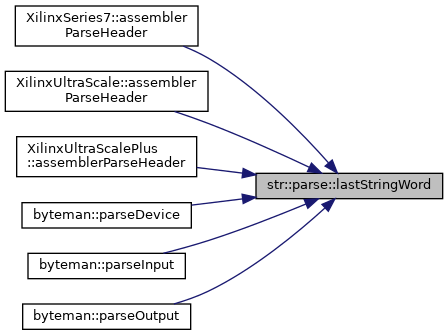 XilinxSeries7::assembler
ParseHeader
XilinxUltraScale::assembler
ParseHeader
XilinxUltraScalePlus
::assemblerParseHeader
str::parse::lastStringWord
byteman::parseDevice
byteman::parseInput
byteman::parseOutput